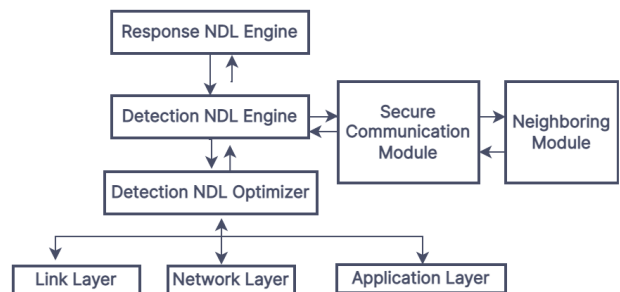 Response NDL Engine
Detection NDL Engine
Secure
Communication
Module
Neighboring
Module
Detection NDL Optimizer
Link Layer
Network Layer
Application Layer